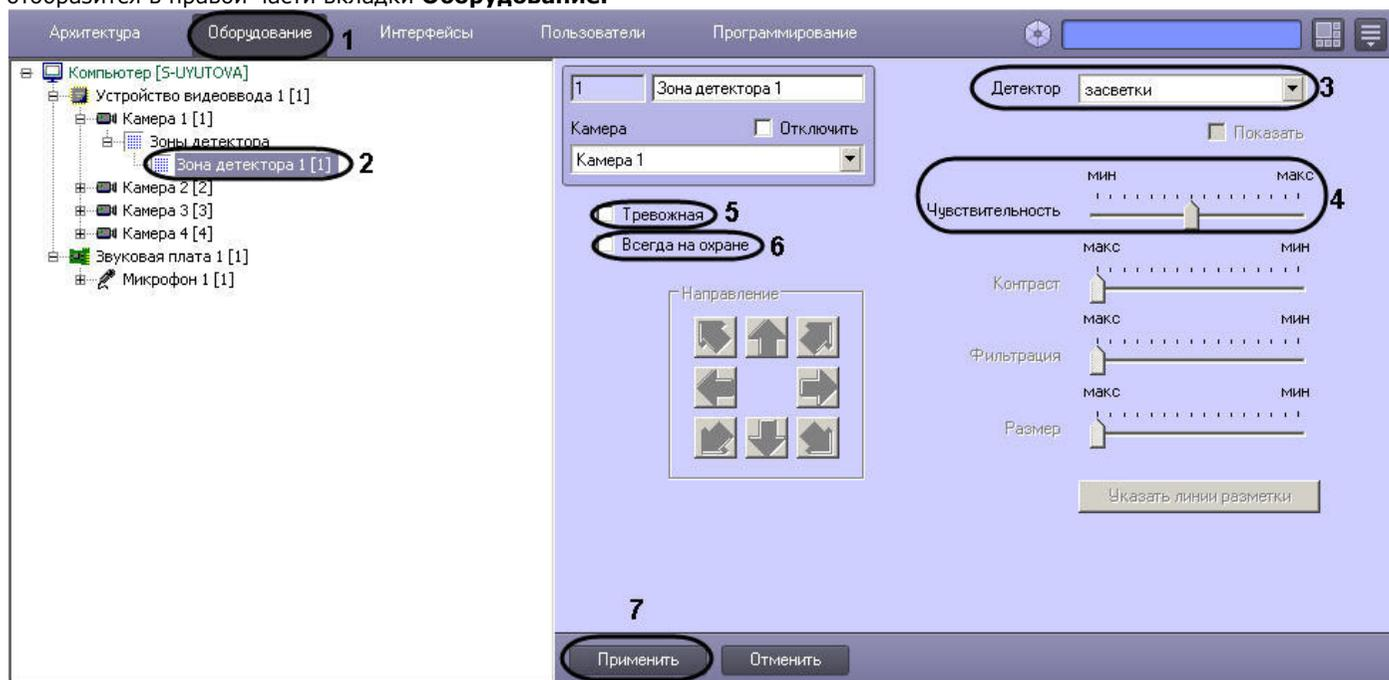 отобразится в правой части вкладки Оборудование.
Архитектура Оборудование 1 Интерфейсы Пользователи Программирование
Компьютер [S-UYUTOVA]
Устройство видеоввода 1 [1]
Камера 1 [1]
Зоны детектора
Зона детектора 1 [1] 2
Камера 2 [2]
Камера 3 [3]
Камера 4 [4]
Звуковая плата 1 [1]
Микрофон 1 [1]
1 Зона детектора 1
Камера Отключить
Камера 1
Тревожная 5
Всегда на охране 6
Направление
Детектор засветки 3
Показать
мин макс
Чувствительность 4
макс мин
Контраст
макс мин
Фильтрация
макс мин
Размер
Указать линии разметки
7
Применить Отменить